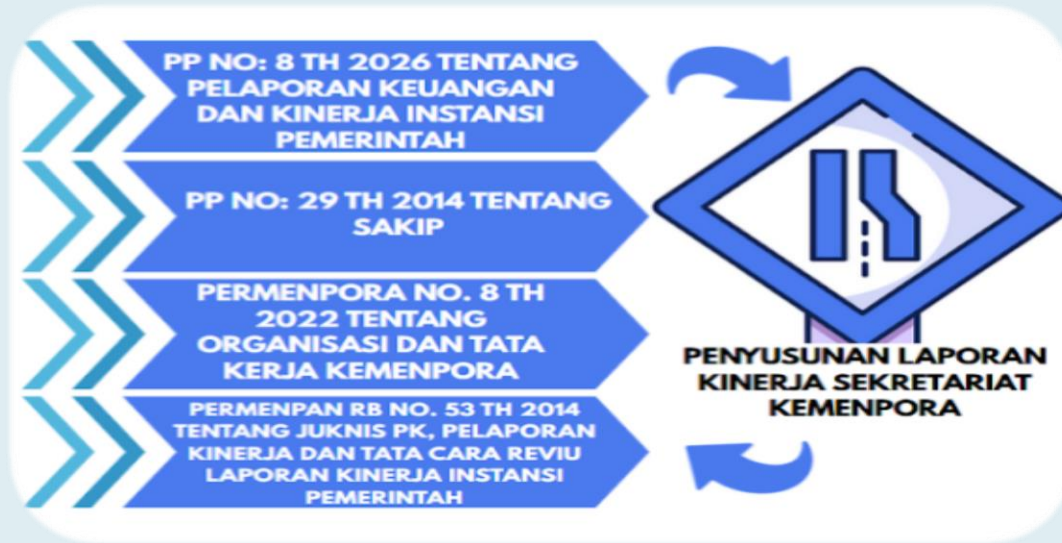 PP NO: 8 TH 2026 TENTANG
PELAPORAN KEUANGAN
DAN KINERJA INSTANSI
PEMERINTAH
PP NO: 29 TH 2014 TENTANG
SAKIP
PERMENPORA NO. 8 TH
2022 TENTANG
ORGANISASI DAN TATA
KERJA KEMENPORA
PERMENPAN RB NO. 53 TH 2014
TENTANG JUKNIS PK, PELAPORAN
KINERJA DAN TATA CARA REVIU
LAPORAN KINERJA INSTANSI
PEMERINTAH
PENYUSUNAN LAPORAN
KINERJA SEKRETARIAT
KEMENPORA